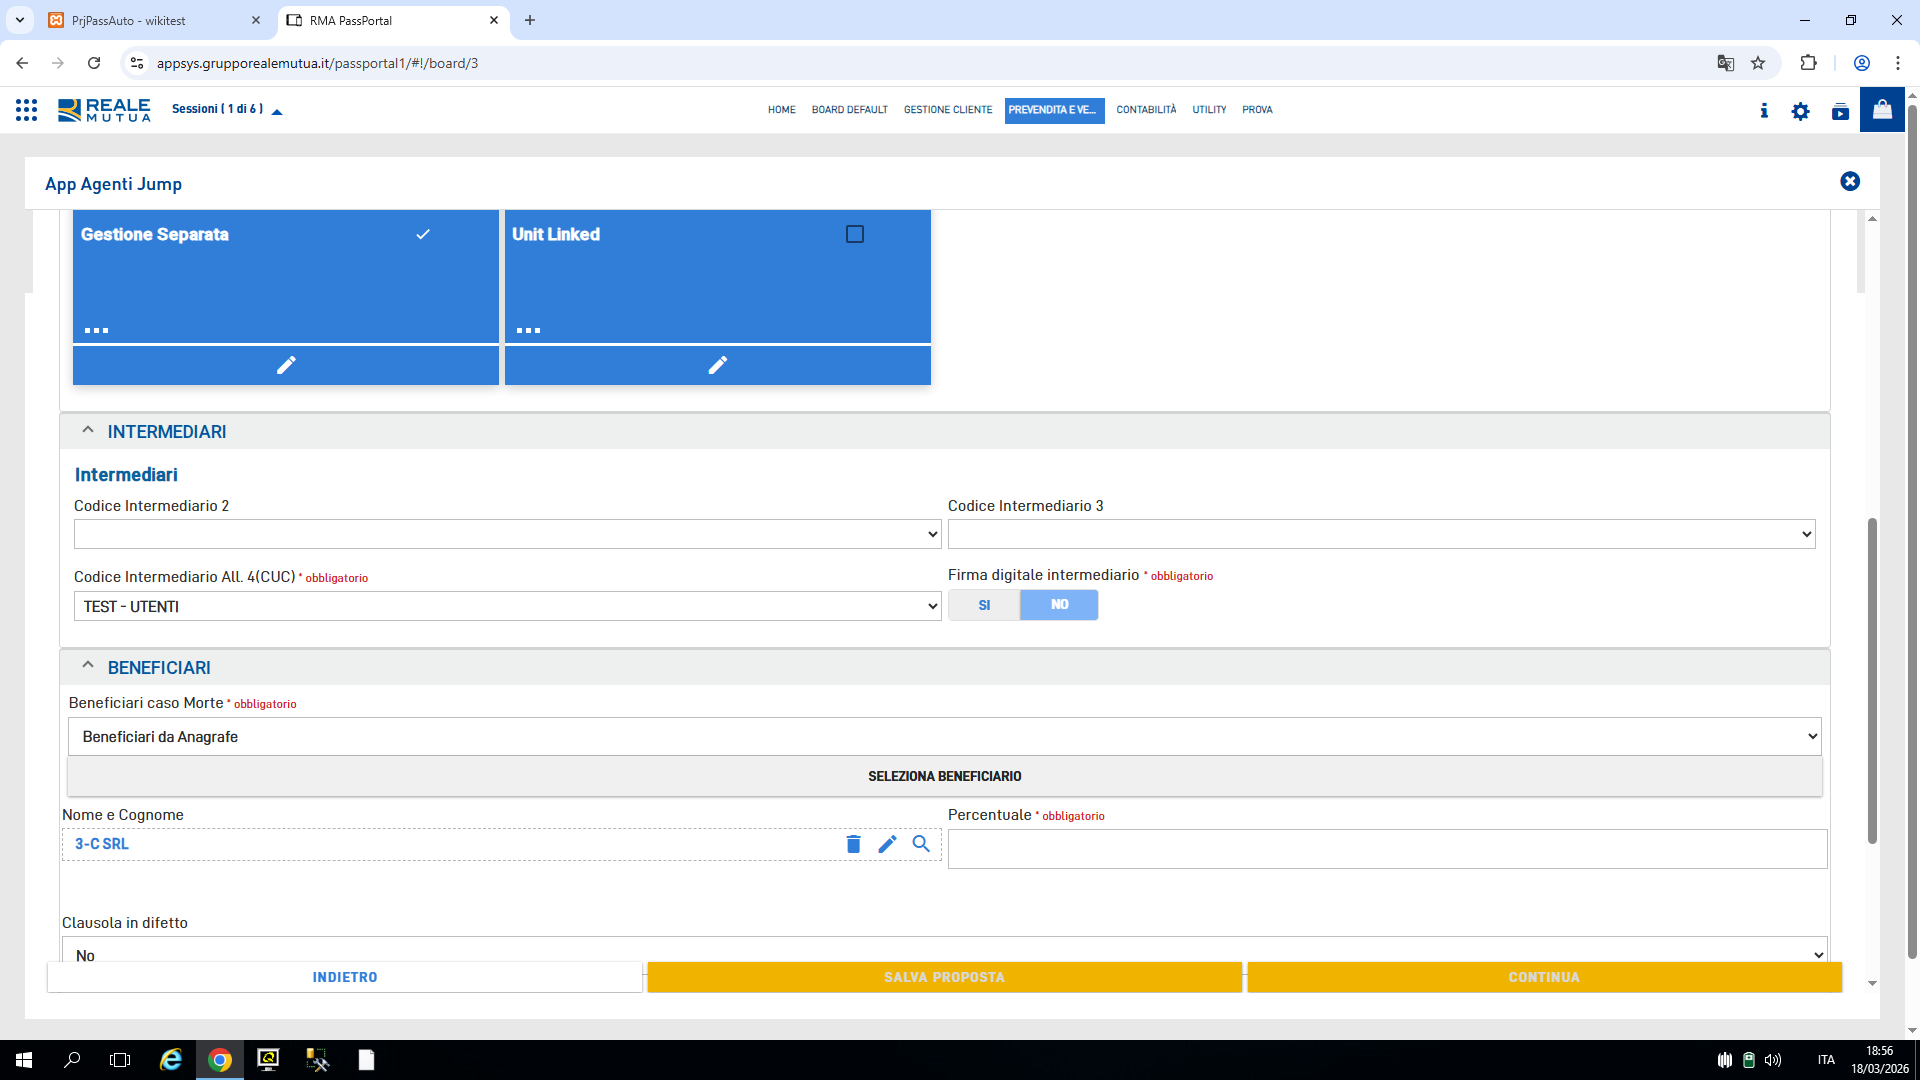 PrjPassAuto - wikitest
RMA PassPortal
appsys.grupporealemutua.it/passportal1/#!/board/3
REALE MUTUA
Sessioni ( 1 di 6 )
HOME BOARD DEFAULT GESTIONE CLIENTE PREVENDITA E VE... CONTABILITÀ UTILITY PROVA
App Agenti Jump
Gestione Separata
Unit Linked
INTERMEDIARI
Intermediari
Codice Intermediario 2
Codice Intermediario 3
Codice Intermediario All. 4(CUC) * obbligatorio
Firma digitale intermediario * obbligatorio
TEST - UTENTI
SI NO
BENEFICIARI
Beneficiari caso Morte * obbligatorio
Beneficiari da Anagrafe
SELEZIONA BENEFICIARIO
Nome e Cognome
Percentuale * obbligatorio
3-C SRL
Clausola in difetto
No
INDIETRO
SALVA PROPOSTA
CONTINUA
ITA
18:56
18/03/2026